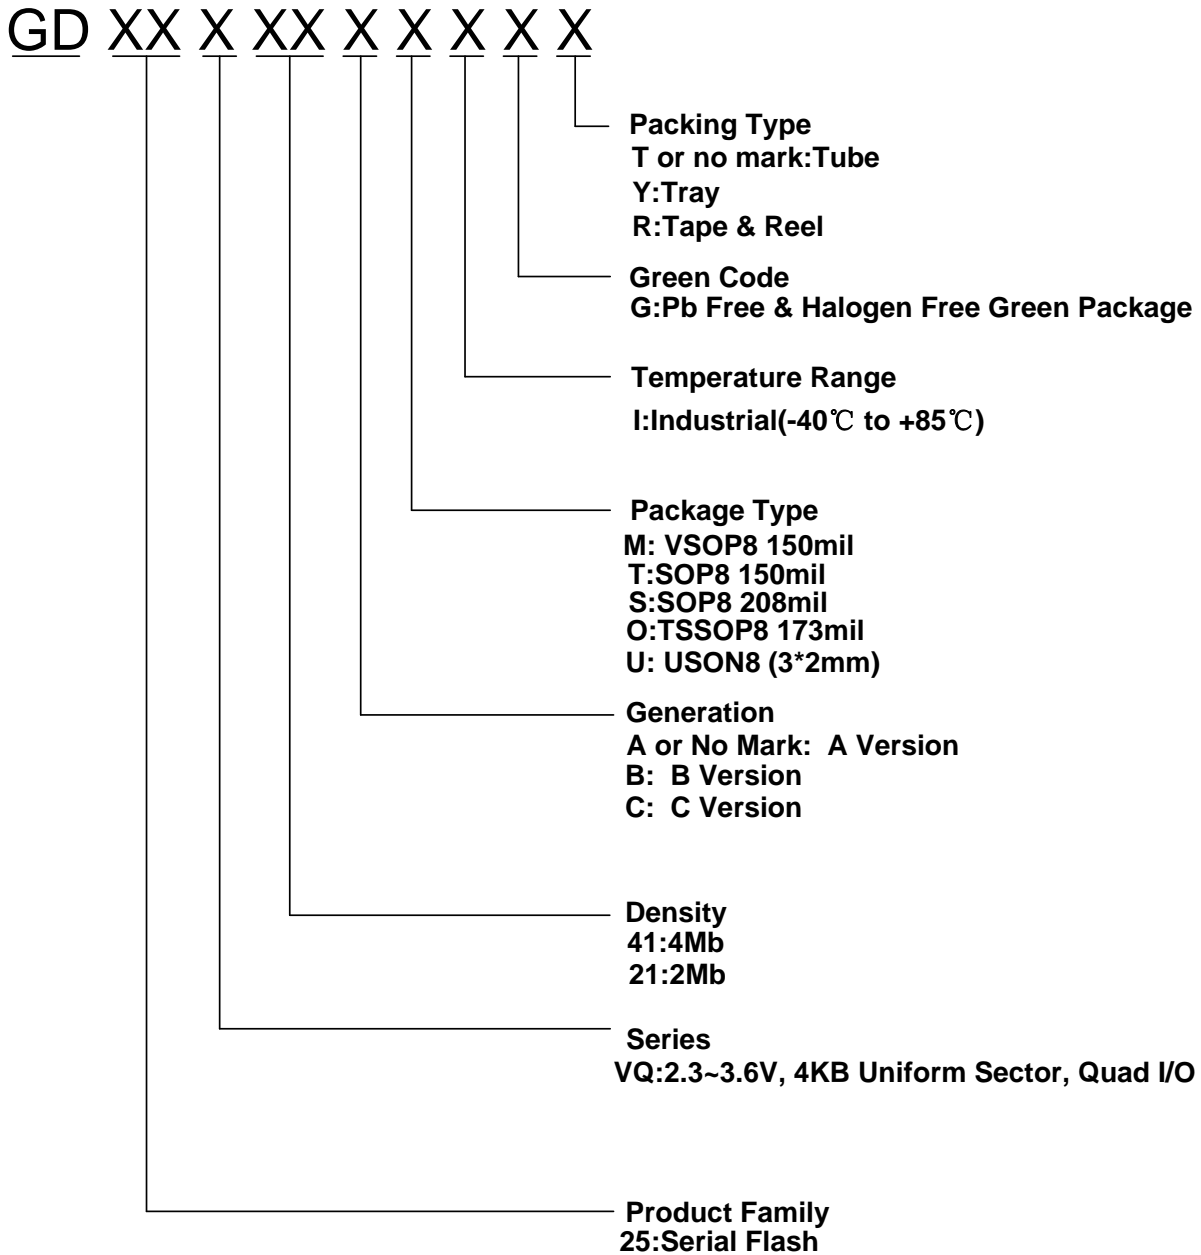 GD XX X XX X X X X X
Packing Type
T or no mark:Tube
Y:Tray
R:Tape & Reel
Green Code
G:Pb Free & Halogen Free Green Package
Temperature Range
I:Industrial(-40℃ to +85℃)
Package Type
M: VSOP8 150mil
T:SOP8 150mil
S:SOP8 208mil
O:TSSOP8 173mil
U: USON8 (3*2mm)
Generation
A or No Mark: A Version
B: B Version
C: C Version
Density
41:4Mb
21:2Mb
Series
VQ:2.3~3.6V, 4KB Uniform Sector, Quad I/O
Product Family
25:Serial Flash